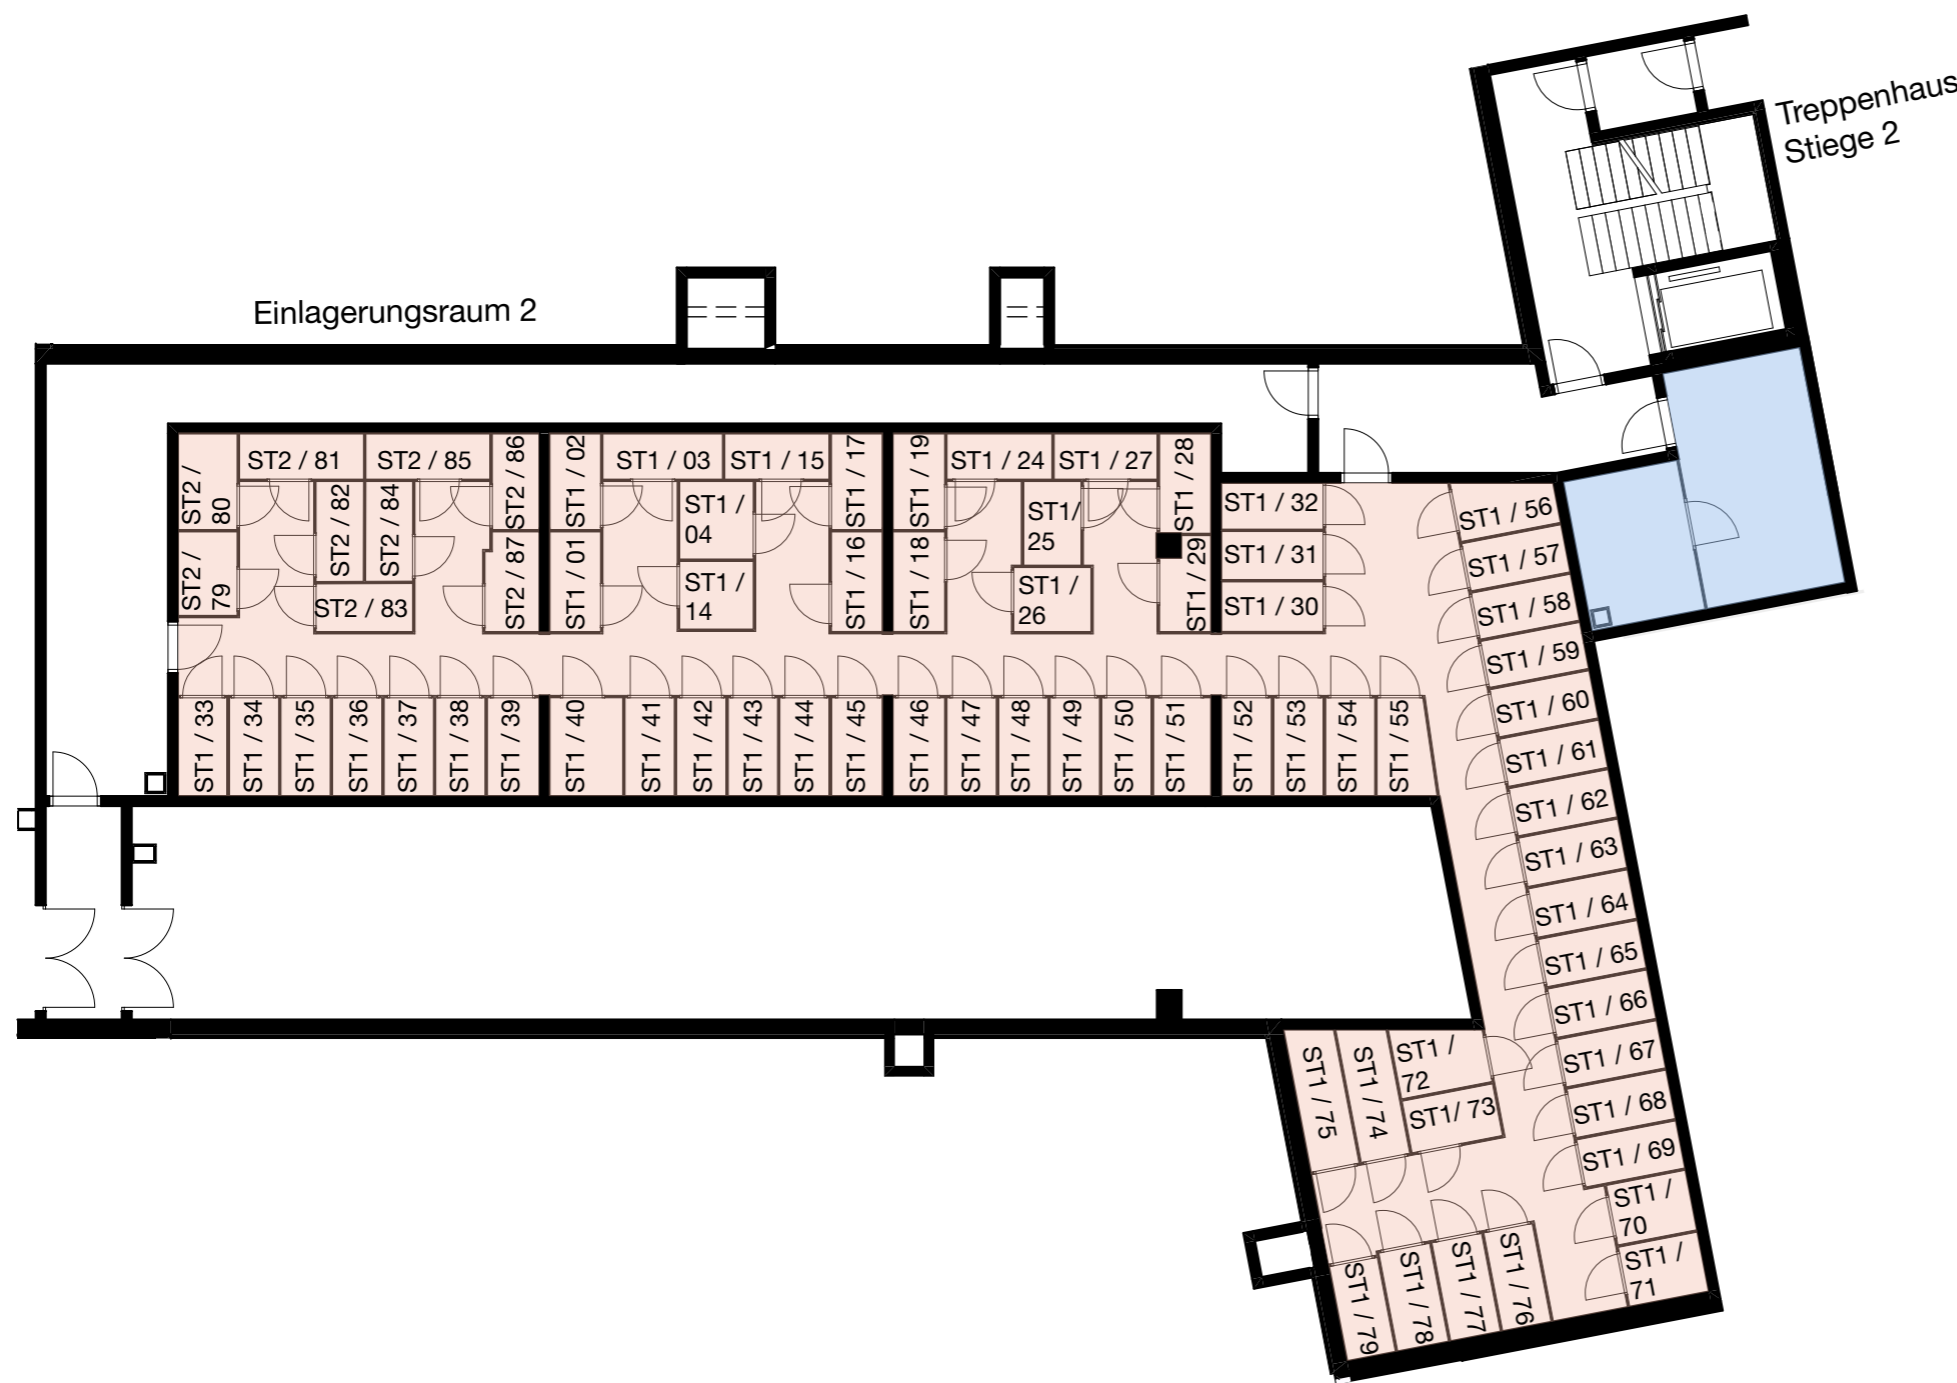 Treppenhaus
Stiege 2
Einlagerungsraum 2
ST2 /
80
ST2 / 81
ST2 / 85
ST2 / 86
ST1 / 02
ST1 / 03
ST1 / 15
ST1 / 17
ST1 / 19
ST1 / 24
ST1 / 27
ST1 / 28
ST2 / 82
ST2 / 84
ST1 /
04
ST1/
25
ST1 / 32
ST1 / 31
ST1 / 30
ST2 /
79
ST2 / 83
ST2 / 87
ST1 / 01
ST1 /
14
ST1 / 16
ST1 / 18
ST1 /
26
ST1 / 29
ST1 / 33
ST1 / 34
ST1 / 35
ST1 / 36
ST1 / 37
ST1 / 38
ST1 / 39
ST1 / 40
ST1 / 41
ST1 / 42
ST1 / 43
ST1 / 44
ST1 / 45
ST1 / 46
ST1 / 47
ST1 / 48
ST1 / 49
ST1 / 50
ST1 / 51
ST1 / 52
ST1 / 53
ST1 / 54
ST1 / 55
ST1 / 56
ST1 / 57
ST1 / 58
ST1 / 59
ST1 / 60
ST1 / 61
ST1 / 62
ST1 / 63
ST1 / 64
ST1 / 65
ST1 / 66
ST1 / 67
ST1 / 68
ST1 / 69
ST1 /
70
ST1 /
71
ST1 / 75
ST1 / 74
ST1 /
72
ST1/ 73
ST1 / 79
ST1 / 78
ST1 / 77
ST1 / 76